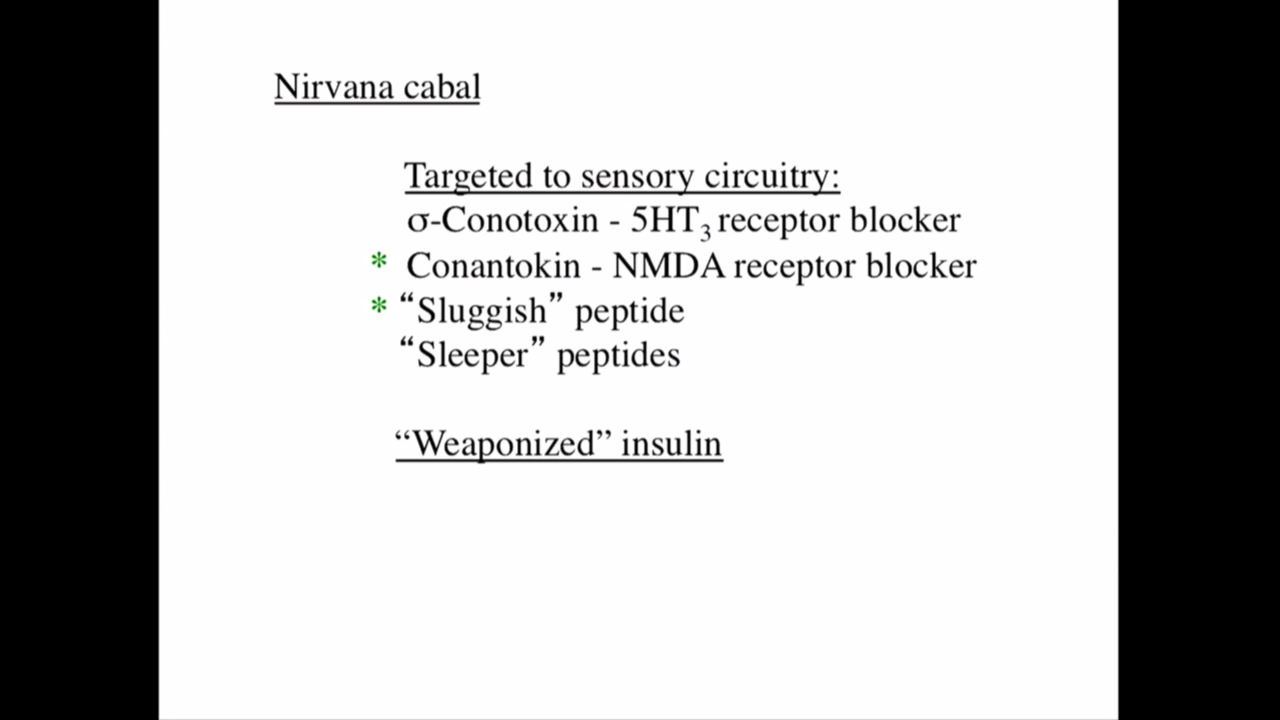 Nirvana cabal
Targeted to sensory circuitry:
σ-Conotoxin - 5HT₃ receptor blocker
* Conantokin - NMDA receptor blocker
* “Sluggish” peptide
“Sleeper” peptides
“Weaponized” insulin